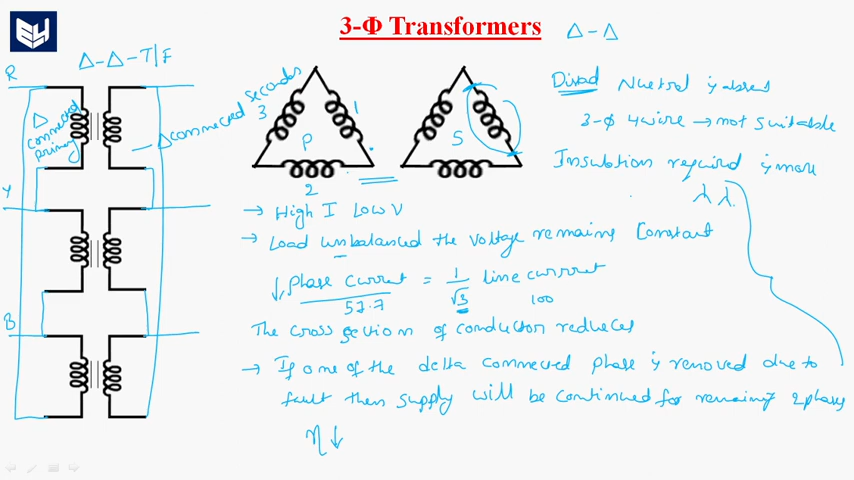 3-Φ Transformers
Δ - Δ
Δ-Δ-T/F
R
Δ connected primary
Δ connected secondary
3
1
P
2
S
Y
B
Disad Nuetral is absent
3-Φ 4wire → not suitable
Insulation required is more
λ λ.
→ High I Low V
→ Load unbalanced the voltage remaining Constant
↓ Phase current = 1/√3 line current
57.7 100
The cross section of conductor reduces
→ If one of the delta connected phase is removed due to
fault then supply will be continued for remaining 2 phases
η↓